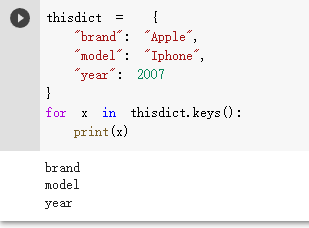 thisdict = {
"brand": "Apple",
"model": "Iphone",
"year": 2007
}
for x in thisdict.keys():
print(x)
brand
model
year